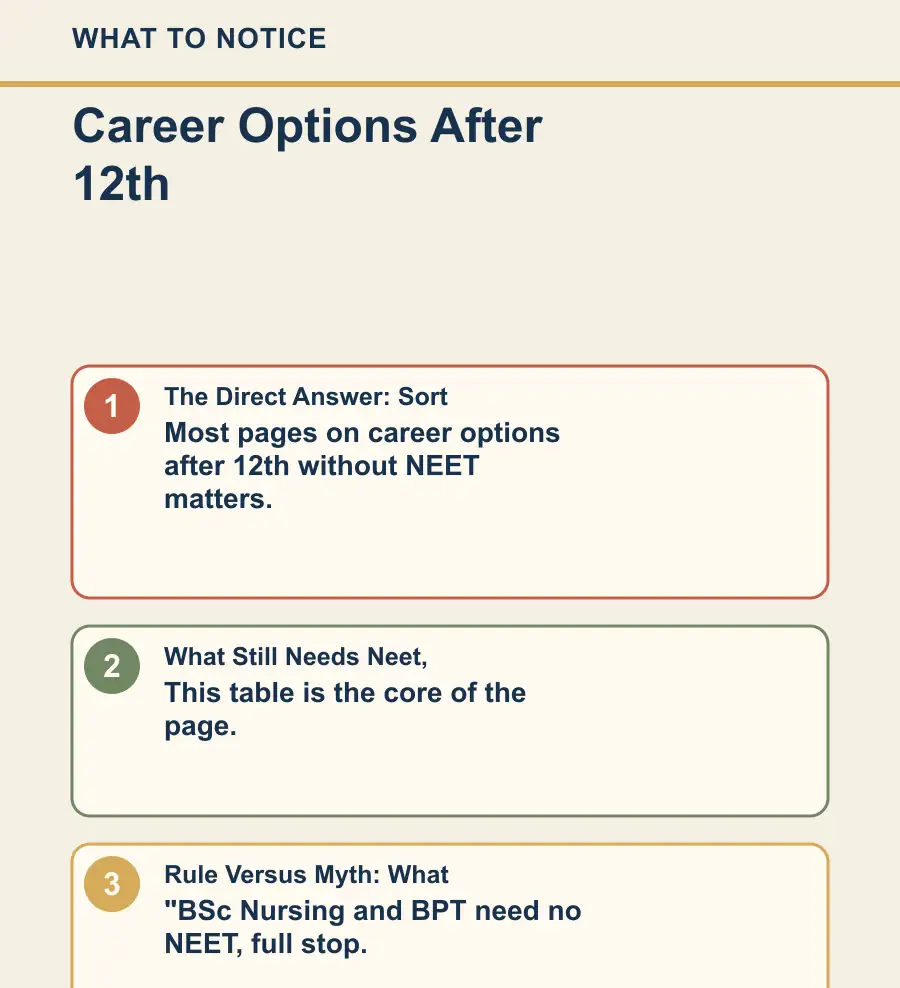 WHAT TO NOTICE
Career Options After
12th
1
The Direct Answer: Sort
Most pages on career options
after 12th without NEET
matters.
2
What Still Needs Neet,
This table is the core of the
page.
3
Rule Versus Myth: What
"BSc Nursing and BPT need no
NEET, full stop.